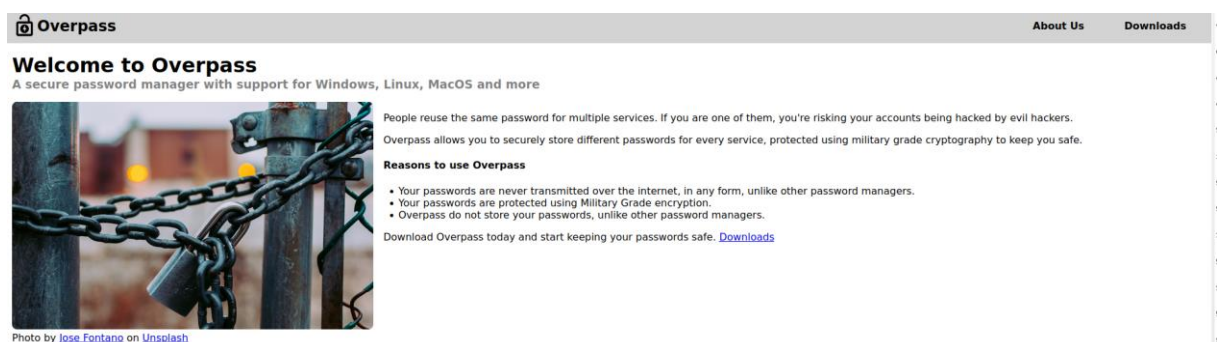 Overpass
About Us
Downloads
Welcome to Overpass
A secure password manager with support for Windows, Linux, MacOS and more
People reuse the same password for multiple services. If you are one of them, you're risking your accounts being hacked by evil hackers.
Overpass allows you to securely store different passwords for every service, protected using military grade cryptography to keep you safe.
Reasons to use Overpass
• Your passwords are never transmitted over the internet, in any form, unlike other password managers.
• Your passwords are protected using Military Grade encryption.
• Overpass do not store your passwords, unlike other password managers.
Download Overpass today and start keeping your passwords safe. Downloads
Photo by Jose Fontano on Unsplash